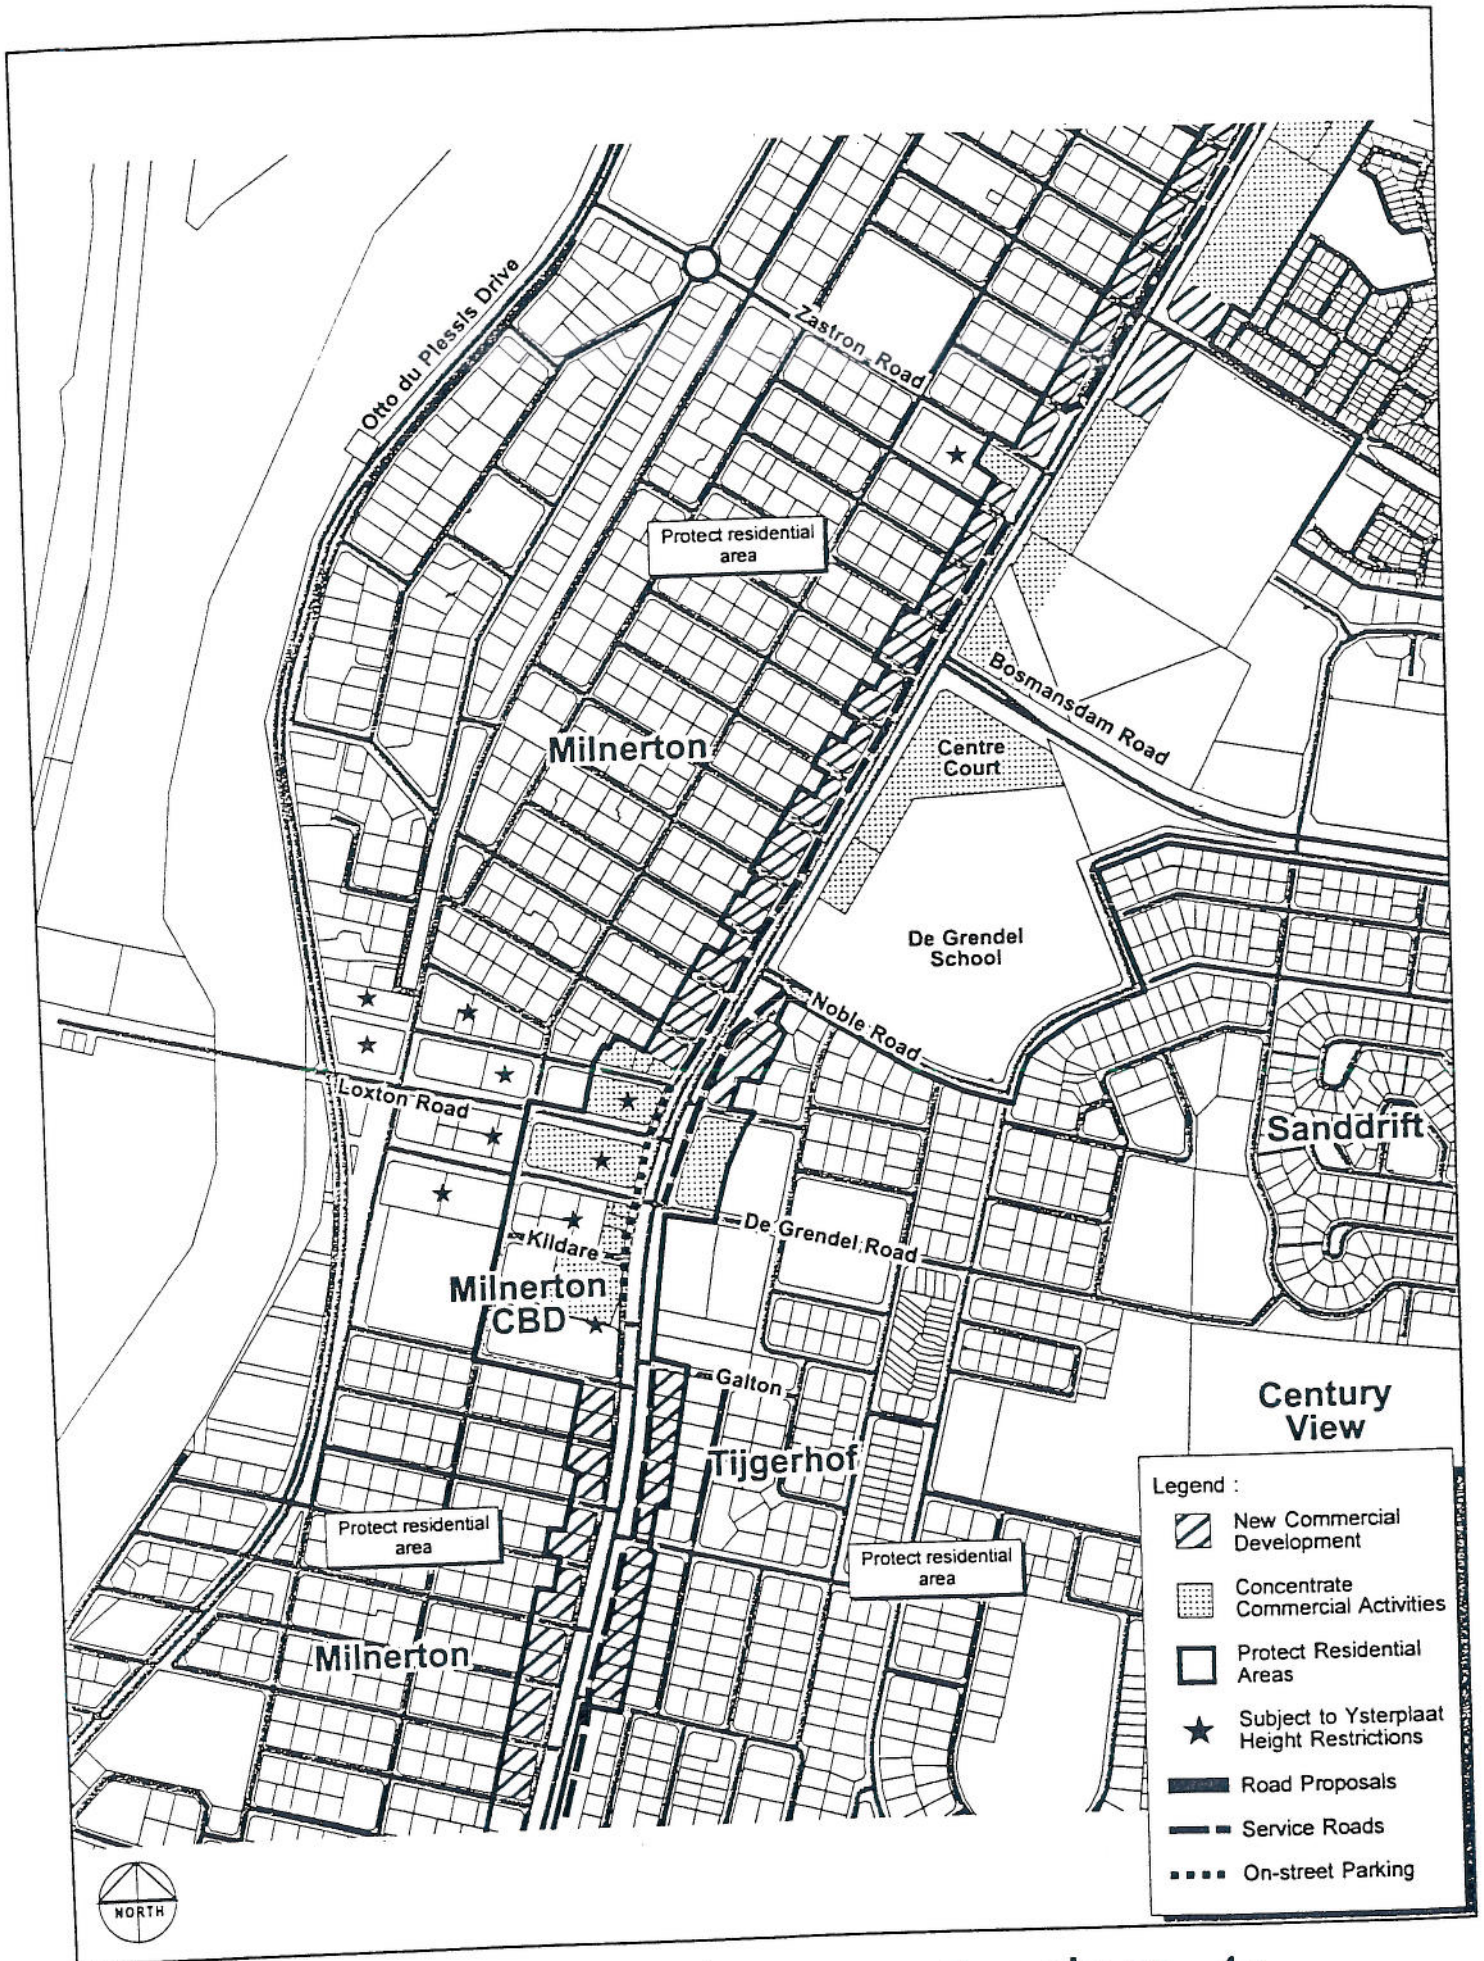 Otto du Plessis Drive
Zastron Road
Protect residential
area
Bosmansdam Road
Milnerton
Centre
Court
De Grendel
School
Noble Road
Loxton Road
Sanddrift
De Grendel Road
Kildare
Milnerton
CBD
Galton
Century
View
Tijgerhof
Protect residential
area
Protect residential
area
Milnerton
Legend :
New Commercial
Development
Concentrate
Commercial Activities
Protect Residential
Areas
Subject to Ysterplaat
Height Restrictions
Road Proposals
Service Roads
On-street Parking
NORTH